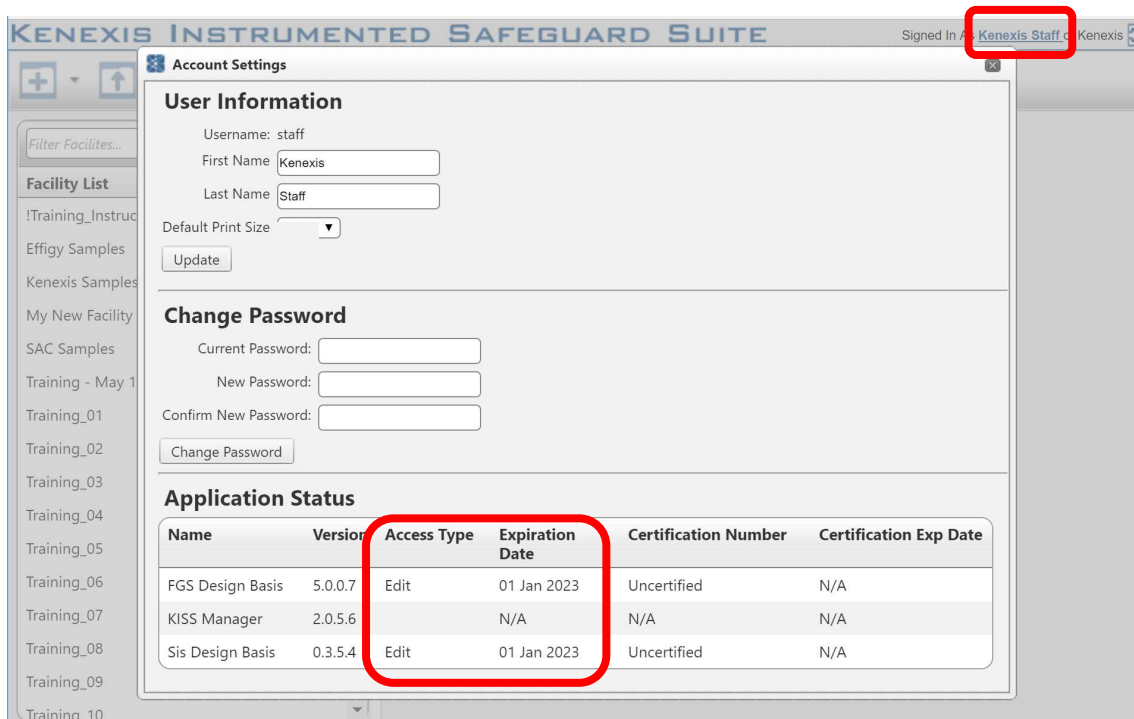 KENEXIS INSTRUMENTED SAFEGUARD SUITE
Signed In As Kenexis Staff of Kenexis
Account Settings
User Information
Username: staff
First Name Kenexis
Last Name Staff
Default Print Size
Update
Change Password
Current Password:
New Password:
Confirm New Password:
Change Password
Application Status
Name Version Access Type Expiration Date Certification Number Certification Exp Date
FGS Design Basis 5.0.0.7 Edit 01 Jan 2023 Uncertified N/A
KISS Manager 2.0.5.6 N/A N/A N/A
Sis Design Basis 0.3.5.4 Edit 01 Jan 2023 Uncertified N/A
Filter Facilites...
Facility List
!Training_Instruc
Effigy Samples
Kenexis Samples
My New Facility
SAC Samples
Training - May 1
Training_01
Training_02
Training_03
Training_04
Training_05
Training_06
Training_07
Training_08
Training_09
Training_10